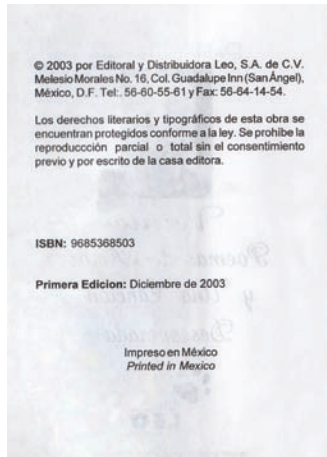 © 2003 por Editoral y Distribuidora Leo, S.A. de C.V.
Melesio Morales No. 16, Col. Guadalupe Inn (San Ángel),
México, D.F. Tel:. 56-60-55-61 y Fax: 56-64-14-54.
Los derechos literarios y tipográficos de esta obra se
encuentran protegidos conforme a la ley. Se prohibe la
reproduccción parcial o total sin el consentimiento
previo y por escrito de la casa editora.
ISBN: 9685368503
Primera Edicion: Diciembre de 2003
Impreso en México
Printed in Mexico